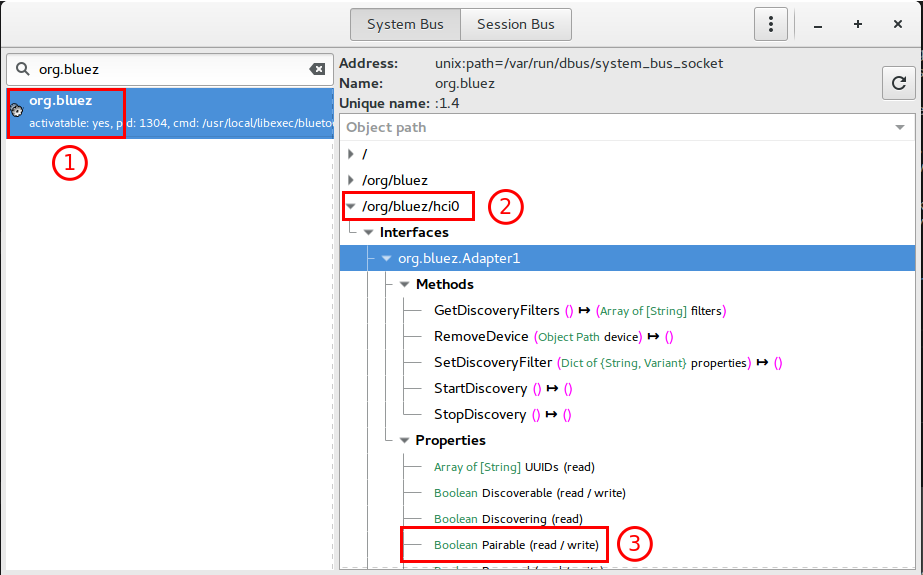 System Bus
Session Bus
org.bluez
org.bluez
activatable: yes, pid: 1304, cmd: /usr/local/libexec/blueto
1
Address: unix:path=/var/run/dbus/system_bus_socket
Name: org.bluez
Unique name: :1.4
Object path
/
/org/bluez
/org/bluez/hci0
2
Interfaces
org.bluez.Adapter1
Methods
GetDiscoveryFilters () ↦ (Array of [String] filters)
RemoveDevice (Object Path device) ↦ ()
SetDiscoveryFilter (Dict of {String, Variant} properties) ↦ ()
StartDiscovery () ↦ ()
StopDiscovery () ↦ ()
Properties
Array of [String] UUIDs (read)
Boolean Discoverable (read / write)
Boolean Discovering (read)
Boolean Pairable (read / write)
3